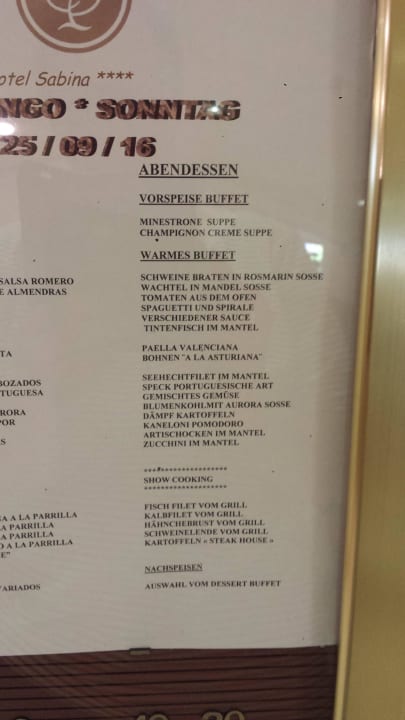 otel Sabina ****
NGO * SONNTAG
25 / 09 / 16
ABENDESSEN
VORSPEISE BUFFET
MINESTRONE SUPPE
CHAMPIGNON CREME SUPPE
WARMES BUFFET
SALSA ROMERO
E ALMENDRAS
SCHWEINE BRATEN IN ROSMARIN SOSSE
WACHTEL IN MANDEL SOSSE
TOMATEN AUS DEM OFEN
SPAGUETTI UND SPIRALE
VERSCHIEDENER SAUCE
TINTENFISCH IM MANTEL
TA
PAELLA VALENCIANA
BOHNEN "A LA ASTURIANA"
BOZADOS
TUGUESA
RORA
POR
AS
SEEHECHTFILET IM MANTEL
SPECK PORTUGUESISCHE ART
GEMISCHTES GEMÜSE
BLUMENKOHLMIT AURORA SOSSE
DÄMPF KARTOFFELN
KANELONI POMODORO
ARTISCHOCKEN IM MANTEL
ZUCCHINI IM MANTEL
*****************
SHOW COOKING
*****************
SA A LA PARRILLA
LA PARRILLA
LA PARRILLA
O A LA PARRILLA
E"
FISCH FILET VOM GRILL
KALBFILET VOM GRILL
HÄHNCHEBRUST VOM GRILL
SCHWEINELENDE VOM GRILL
KARTOFFELN « STEAK HOUSE »
NACHSPEISEN
VARIADOS
AUSWAHL VOM DESSERT BUFFET